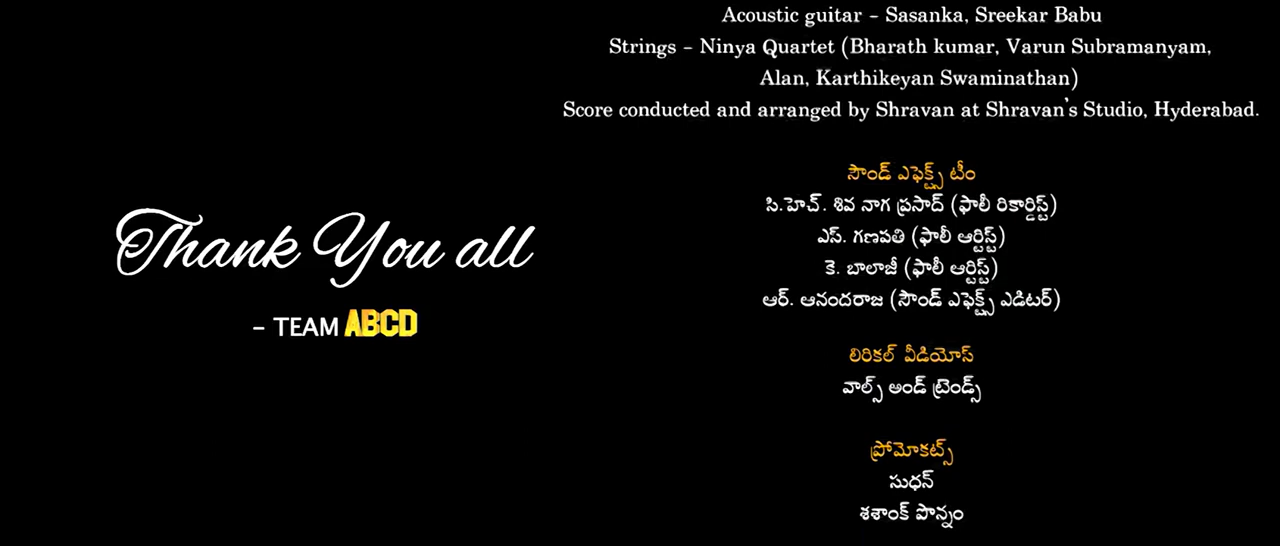 Thank You all
– TEAM ABCD
Acoustic guitar – Sasanka, Sreekar Babu
Strings – Ninya Quartet (Bharath kumar, Varun Subramanyam,
Alan, Karthikeyan Swaminathan)
Score conducted and arranged by Shravan at Shravan's Studio, Hyderabad.
సౌండ్ ఎఫెక్ట్స్ టీం
సి.హెచ్. శివ నాగ ప్రసాద్ (ఫాలీ రికార్డిస్ట్)
ఎస్. గణపతి (ఫాలీ ఆర్టిస్ట్)
కె. బాలాజీ (ఫాలీ ఆర్టిస్ట్)
ఆర్. ఆనందరాజ (సౌండ్ ఎఫెక్ట్స్ ఎడిటర్)
లిరికల్ వీడియోస్
వాల్స్ అండ్ ట్రెండ్స్
ప్రోమోకట్స్
సుధన్
శశాంక్ పొన్నం